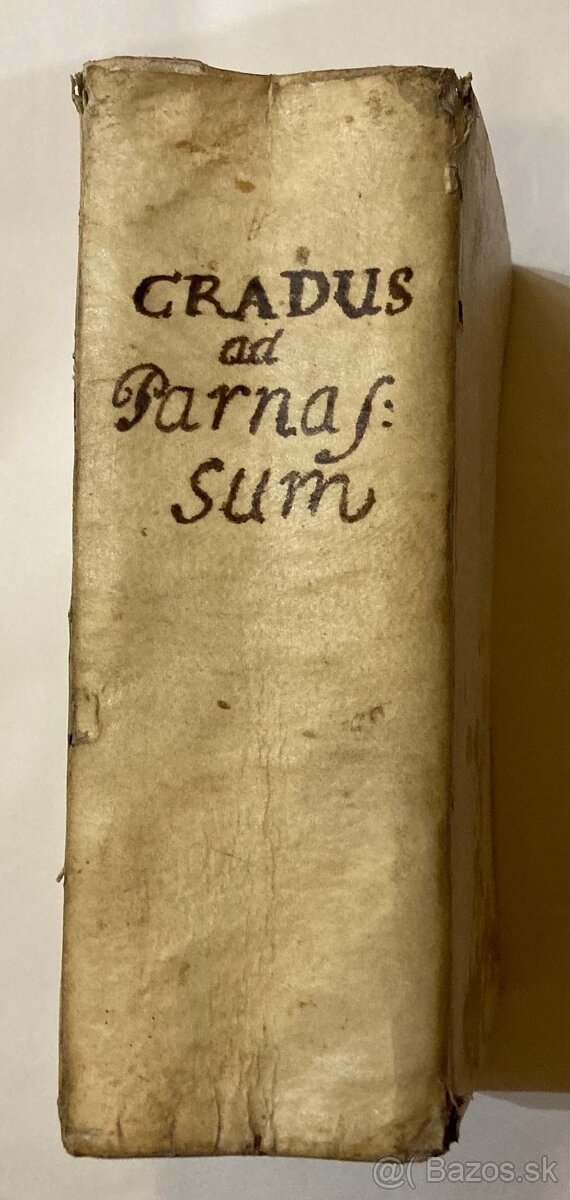 CRADUS
ad
Parnaſ:
sum
@( Bazos.sk